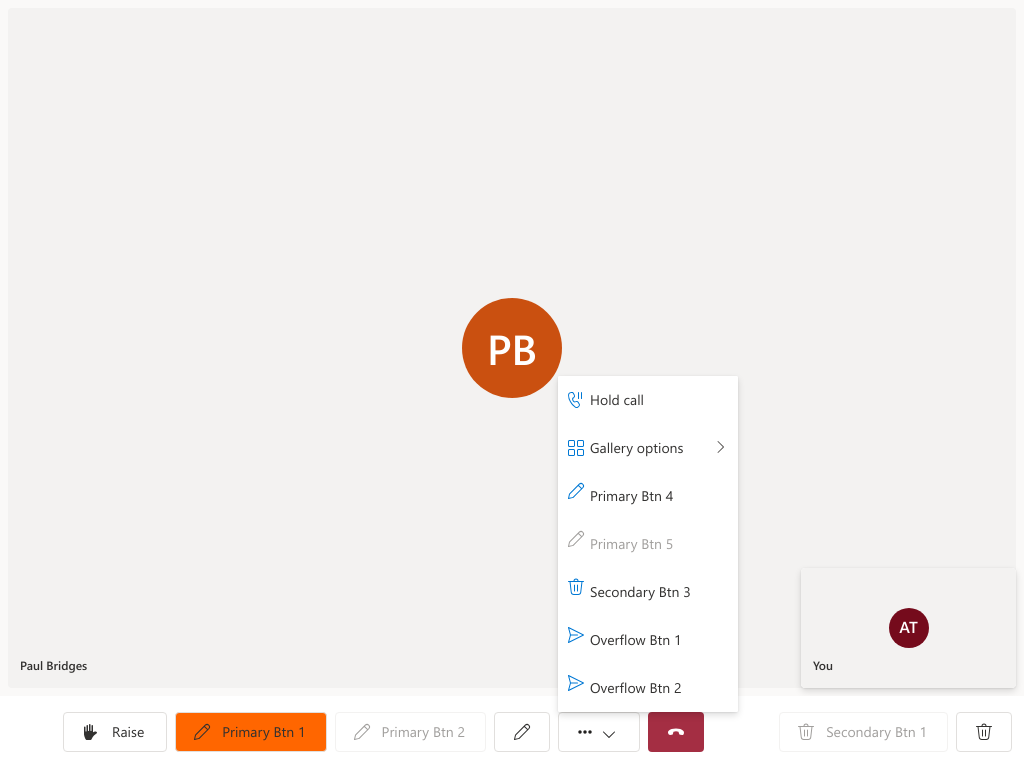 PB
Hold call
Gallery options
Primary Btn 4
Primary Btn 5
Secondary Btn 3
Overflow Btn 1
Overflow Btn 2
AT
Paul Bridges
You
Raise
Primary Btn 1
Primary Btn 2
Secondary Btn 1